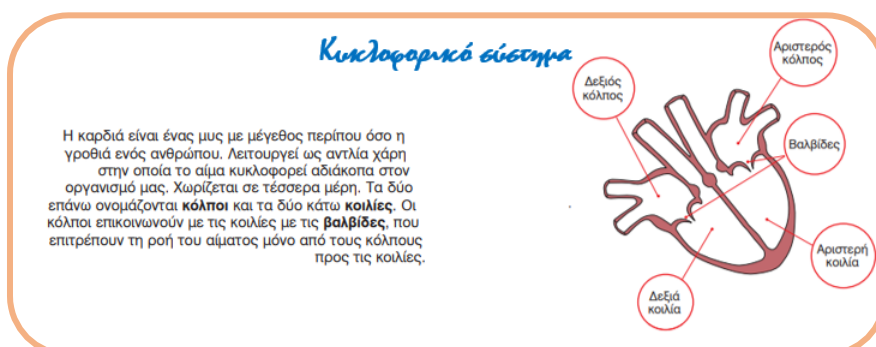 Κυκλοφορικό σύστημα
Η καρδιά είναι ένας μυς με μέγεθος περίπου όσο η
γροθιά ενός ανθρώπου. Λειτουργεί ως αντλία χάρη
στην οποία το αίμα κυκλοφορεί αδιάκοπα στον
οργανισμό μας. Χωρίζεται σε τέσσερα μέρη. Τα δύο
επάνω ονομάζονται κόλποι και τα δύο κάτω κοιλίες. Οι
κόλποι επικοινωνούν με τις κοιλίες με τις βαλβίδες, που
επιτρέπουν τη ροή του αίματος μόνο από τους κόλπους
προς τις κοιλίες.
Αριστερός
κόλπος
Δεξιός
κόλπος
Βαλβίδες
Αριστερή
κοιλία
Δεξιά
κοιλία